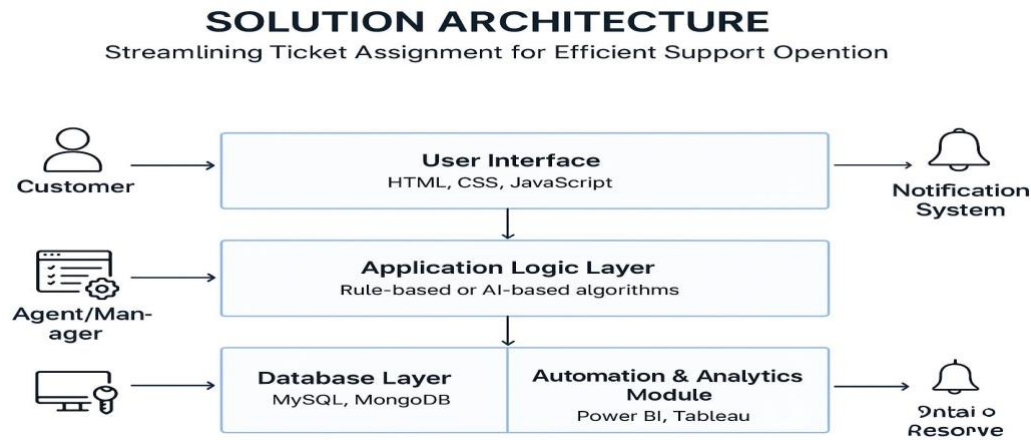 SOLUTION ARCHITECTURE
Streamlining Ticket Assignment for Efficient Support Opention
User Interface
HTML, CSS, JavaScript
Customer
Notification
System
Application Logic Layer
Rule-based or AI-based algorithms
Agent/Man-
ager
Database Layer
MySQL, MongoDB
Automation & Analytics
Module
Power BI, Tableau